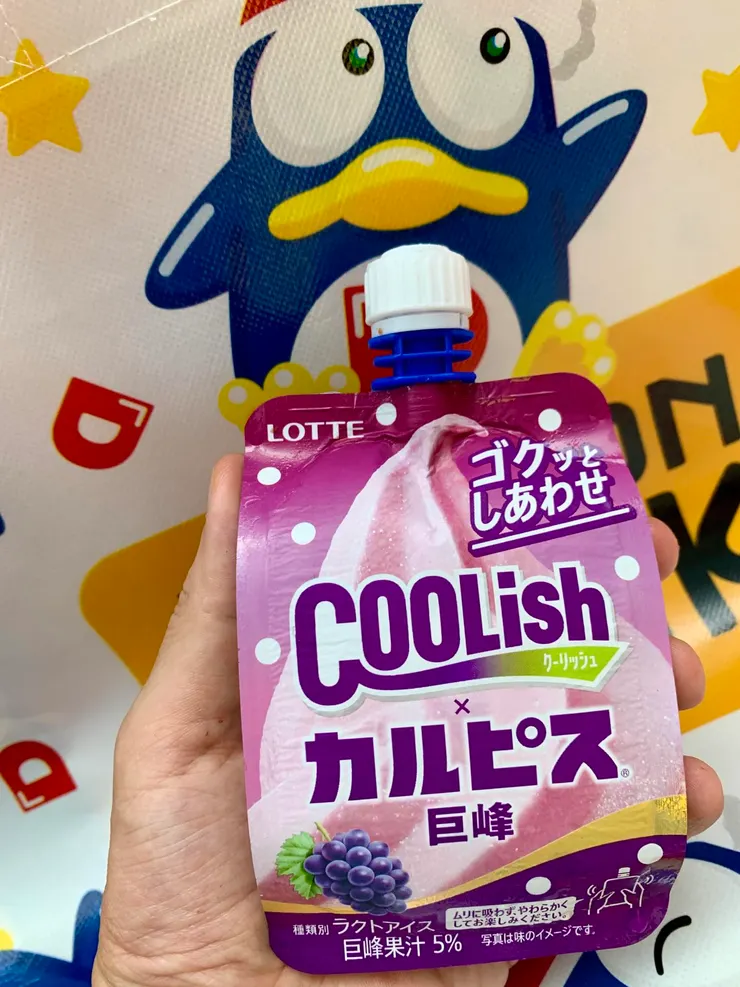 D
D
D
ON
K
LOTTE
ゴクッと
しあわせ
COOLish
クーリッシュ
×
カルピス®
巨峰
ムリに吸わず、やわらかく
してお楽しみください。
種類別 ラクトアイス
巨峰果汁 5%
写真は味のイメージです。